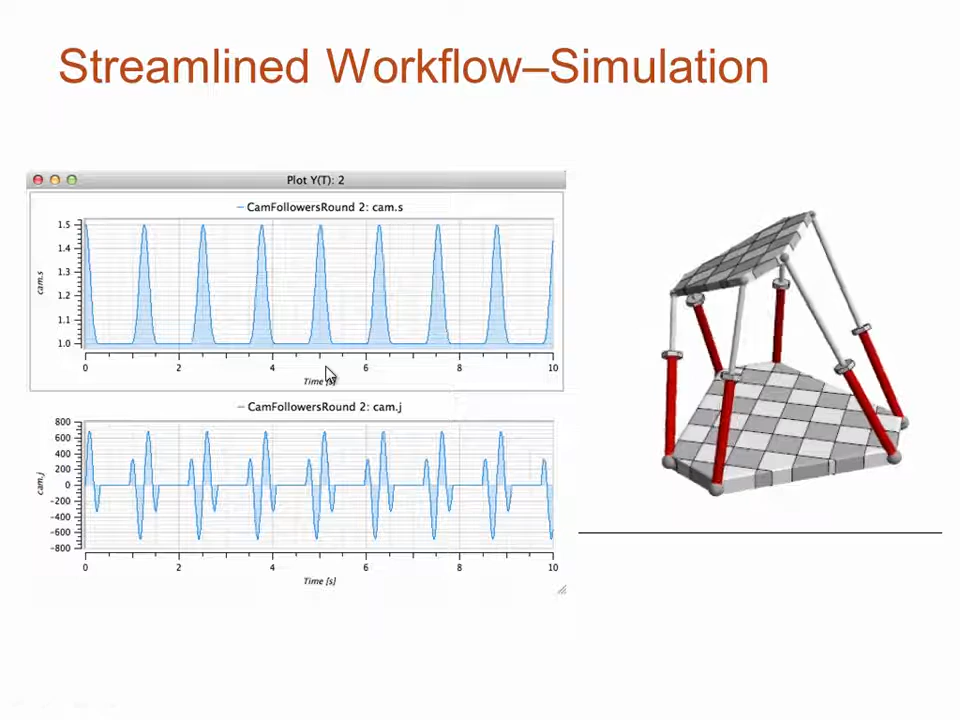 Streamlined Workflow–Simulation
Plot Y(T): 2
CamFollowersRound 2: cam.s
1.5
1.4
1.3
1.2
1.1
1.0
cam.s
0 2 4 6 8 10
Time [s]
CamFollowersRound 2: cam.j
800
600
400
200
0
−200
−400
−600
−800
cam.j
0 2 4 6 8 10
Time [s]